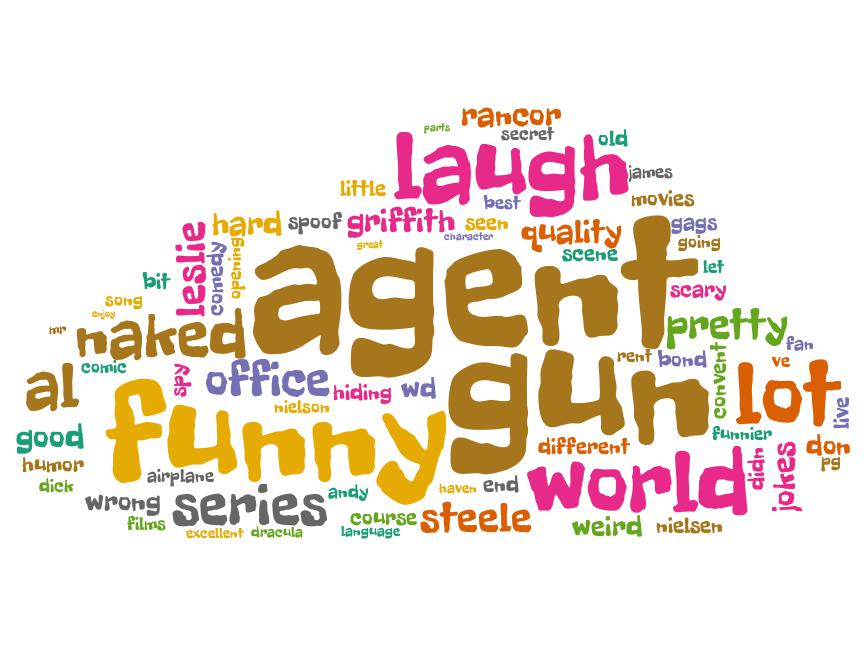 rancor
parts
secret
old
laugh
james
little
best
movies
leslie
hard
spoof
griffith
seen
quality
gags
character
going
great
scene
comedy
opening
agent
let
bit
scary
song
enjoy
mr
naked
pretty
fan
comic
spy
office
hiding
wd
rent
bond
convent
ve
al
nielson
gun
lot
live
funny
good
funnier
humor
different
didn
don
pg
dick
airplane
world
jokes
wrong
series
andy
haven
end
films
excellent
dracula
course
language
steele
weird
nielsen